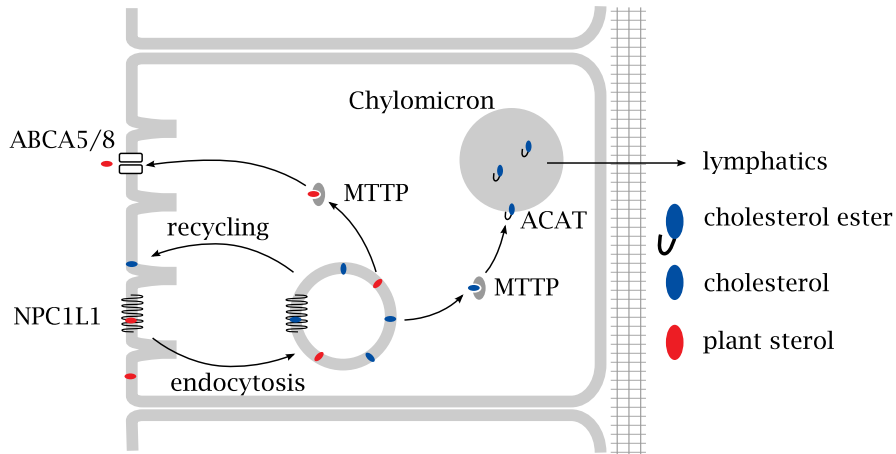 Chylomicron
ABCA5/8
MTTP
lymphatics
recycling
ACAT
cholesterol ester
MTTP
cholesterol
NPC1L1
plant sterol
endocytosis